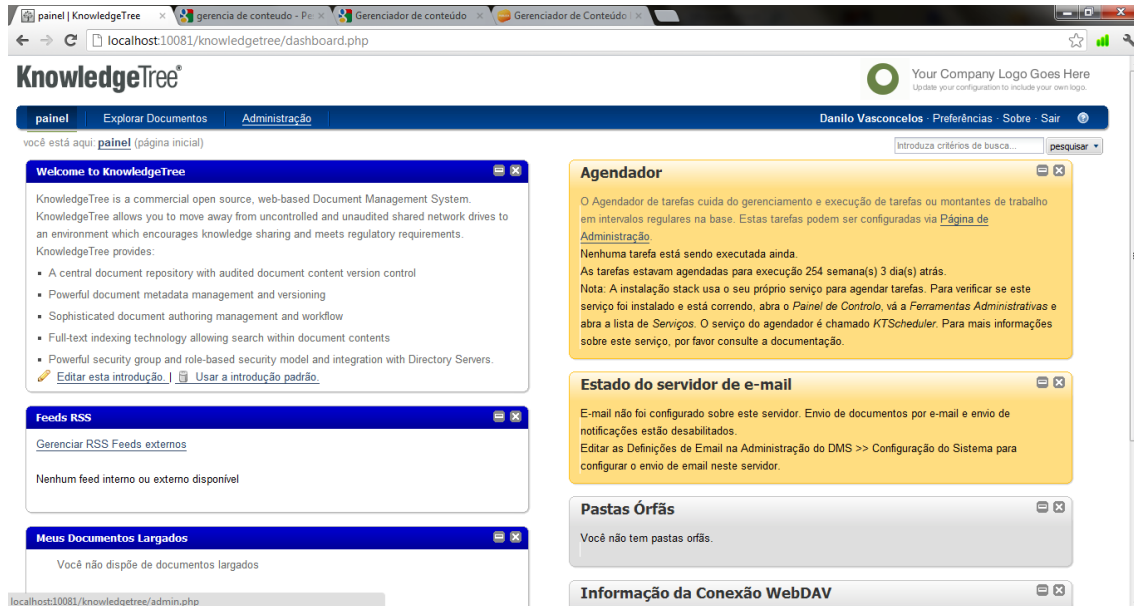 painel | KnowledgeTree
gerencia de conteudo - Pe
Gerenciador de conteúdo
Gerenciador de Conteúdo
localhost:10081/knowledgetree/dashboard.php
KnowledgeTree®
Your Company Logo Goes Here
Update your configuration to include your own logo.
painel Explorar Documentos Administração
Danilo Vasconcelos · Preferências · Sobre · Sair
você está aqui: painel (página inicial)
Introduza critérios de busca...
pesquisar
Welcome to KnowledgeTree
KnowledgeTree is a commercial open source, web-based Document Management System.
KnowledgeTree allows you to move away from uncontrolled and unaudited shared network drives to
an environment which encourages knowledge sharing and meets regulatory requirements.
KnowledgeTree provides:
▪ A central document repository with audited document content version control
▪ Powerful document metadata management and versioning
▪ Sophisticated document authoring management and workflow
▪ Full-text indexing technology allowing search within document contents
▪ Powerful security group and role-based security model and integration with Directory Servers.
Editar esta introdução. | Usar a introdução padrão.
Feeds RSS
Gerenciar RSS Feeds externos
Nenhum feed interno ou externo disponível
Meus Documentos Largados
Você não dispõe de documentos largados
localhost:10081/knowledgetree/admin.php
Agendador
O Agendador de tarefas cuida do gerenciamento e execução de tarefas ou montantes de trabalho
em intervalos regulares na base. Estas tarefas podem ser configuradas via Página de
Administração.
Nenhuma tarefa está sendo executada ainda.
As tarefas estavam agendadas para execução 254 semana(s) 3 dia(s) atrás.
Nota: A instalação stack usa o seu próprio serviço para agendar tarefas. Para verificar se este
serviço foi instalado e está correndo, abra o Painel de Controlo, vá a Ferramentas Administrativas e
abra a lista de Serviços. O serviço do agendador é chamado KTScheduler. Para mais informações
sobre este serviço, por favor consulte a documentação.
Estado do servidor de e-mail
E-mail não foi configurado sobre este servidor. Envio de documentos por e-mail e envio de
notificações estão desabilitados.
Editar as Definições de Email na Administração do DMS >> Configuração do Sistema para
configurar o envio de email neste servidor.
Pastas Órfãs
Você não tem pastas orfãs.
Informação da Conexão WebDAV